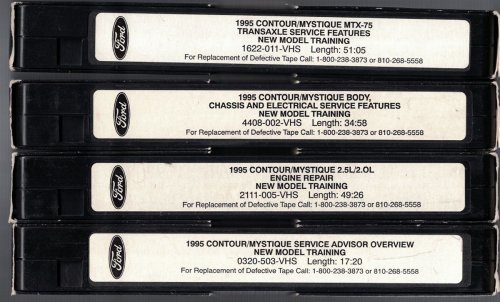 Ford
1995 CONTOUR/MYSTIQUE MTX-75
TRANSAXLE SERVICE FEATURES
NEW MODEL TRAINING
1622-011-VHS Length: 51:05
For Replacement of Defective Tape Call: 1-800-238-3873 or 810-268-5558
Ford
1995 CONTOUR/MYSTIQUE BODY,
CHASSIS AND ELECTRICAL SERVICE FEATURES
NEW MODEL TRAINING
4408-002-VHS Length: 34:58
For Replacement of Defective Tape Call: 1-800-238-3873 or 810-268-5558
Ford
1995 CONTOUR/MYSTIQUE 2.5L/2.OL
ENGINE REPAIR
NEW MODEL TRAINING
2111-005-VHS Length: 49:26
For Replacement of Defective Tape Call: 1-800-238-3873 or 810-268-5558
Ford
1995 CONTOUR/MYSTIQUE SERVICE ADVISOR OVERVIEW
NEW MODEL TRAINING
0320-503-VHS Length: 17:20
For Replacement of Defective Tape Call: 1-800-238-3873 or 810-268-5558